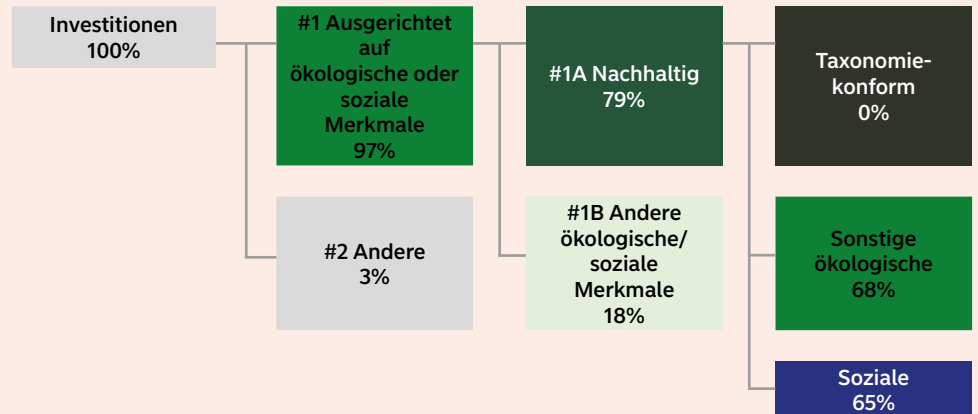 Investitionen
100%
#1 Ausgerichtet
auf
ökologische oder
soziale
Merkmale
97%
#1A Nachhaltig
79%
Taxonomie-
konform
0%
#2 Andere
3%
#1B Andere
ökologische/
soziale
Merkmale
18%
Sonstige
ökologische
68%
Soziale
65%